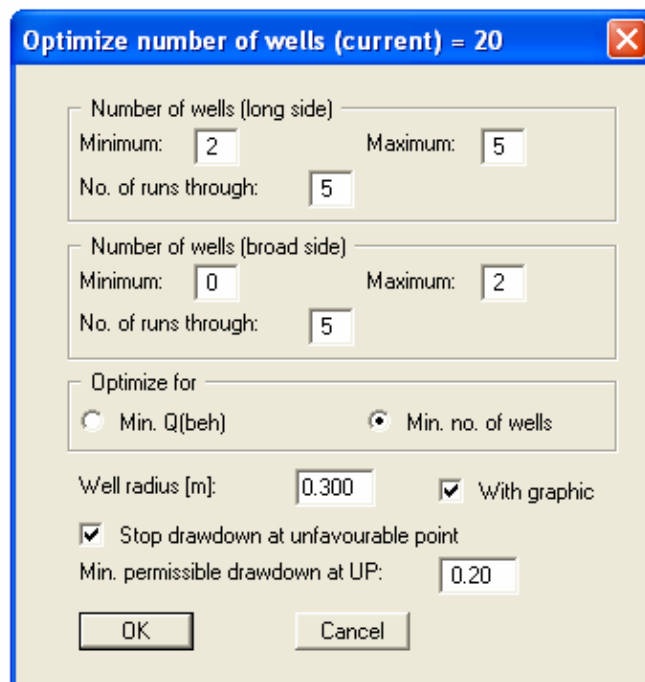 Optimize number of wells (current) = 20
Number of wells (long side)
Minimum: 2 Maximum: 5
No. of runs through: 5
Number of wells (broad side)
Minimum: 0 Maximum: 2
No. of runs through: 5
Optimize for
Min. Q(beh) Min. no. of wells
Well radius [m]: 0.300 With graphic
Stop drawdown at unfavourable point
Min. permissible drawdown at UP: 0.20
OK Cancel